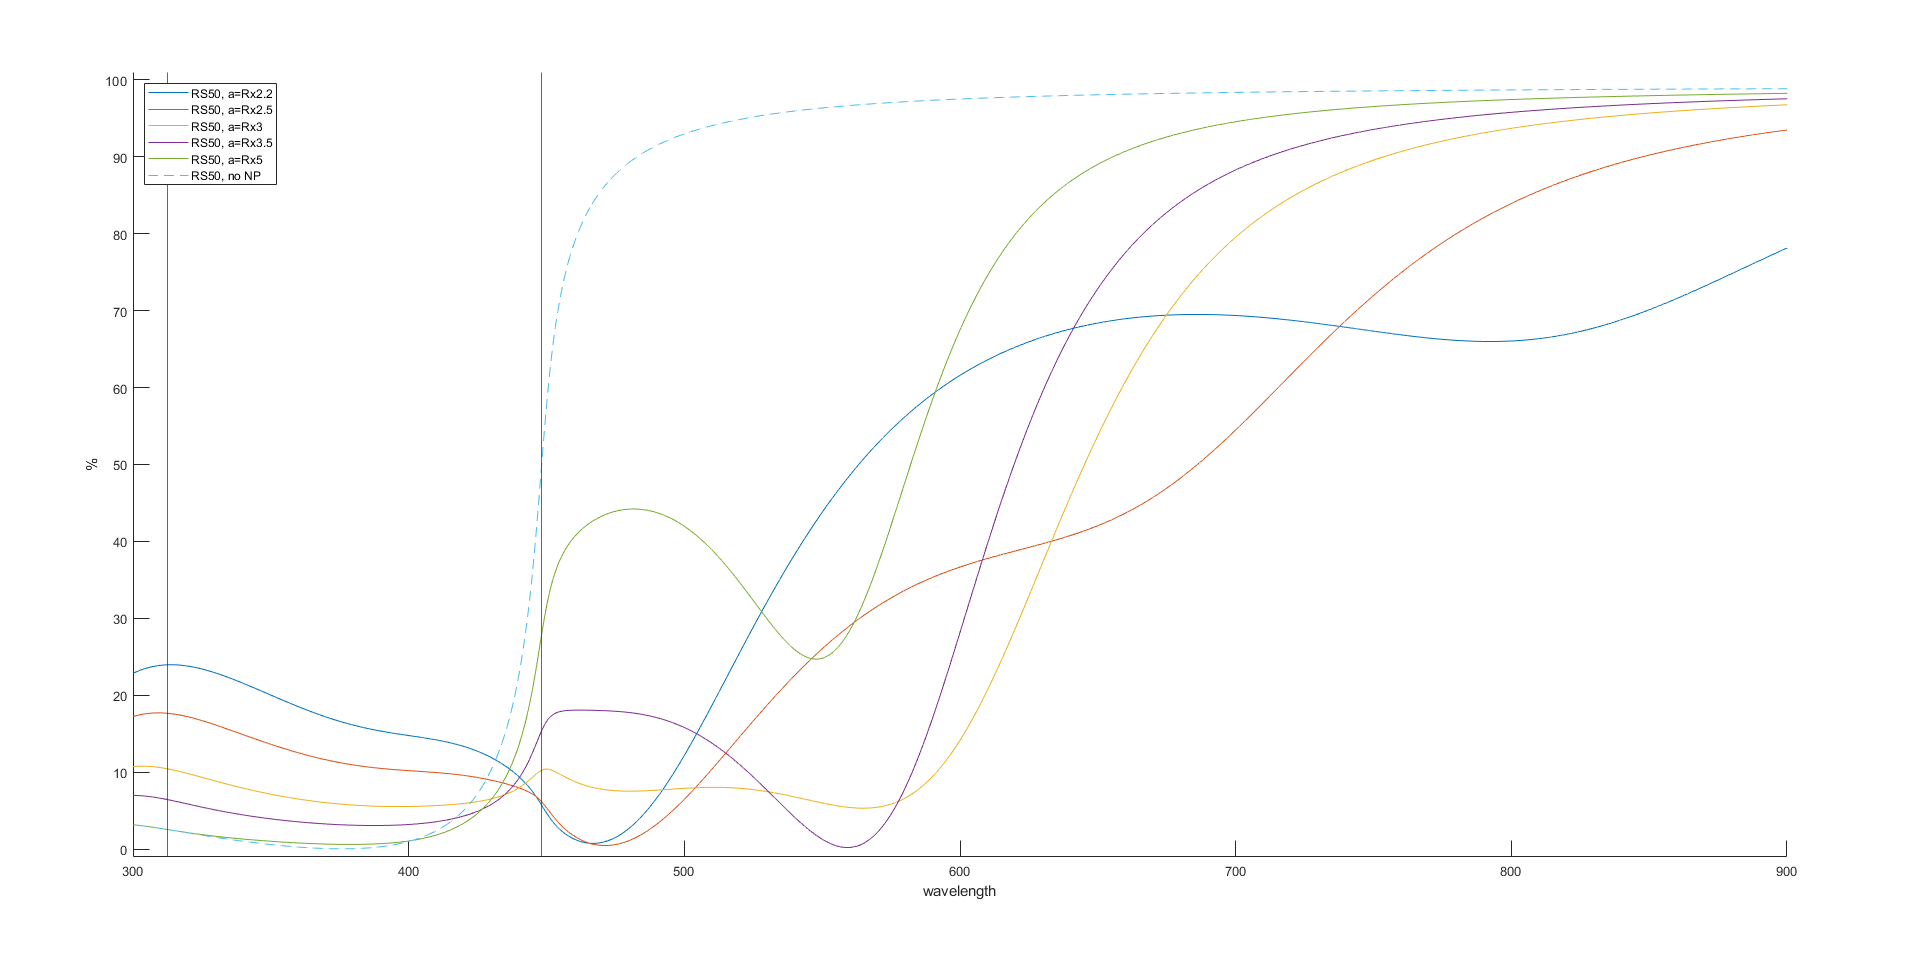 100
90
80
70
60
50
40
30
20
10
0
%
RS50, a=Rx2.2
RS50, a=Rx2.5
RS50, a=Rx3
RS50, a=Rx3.5
RS50, a=Rx5
RS50, no NP
300 400 500 600 700 800 900
wavelength